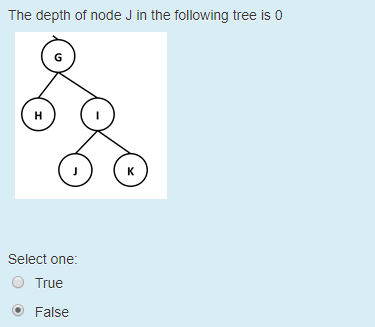 The depth of node J in the following tree is 0
G
H
I
J
K
Select one:
True
False